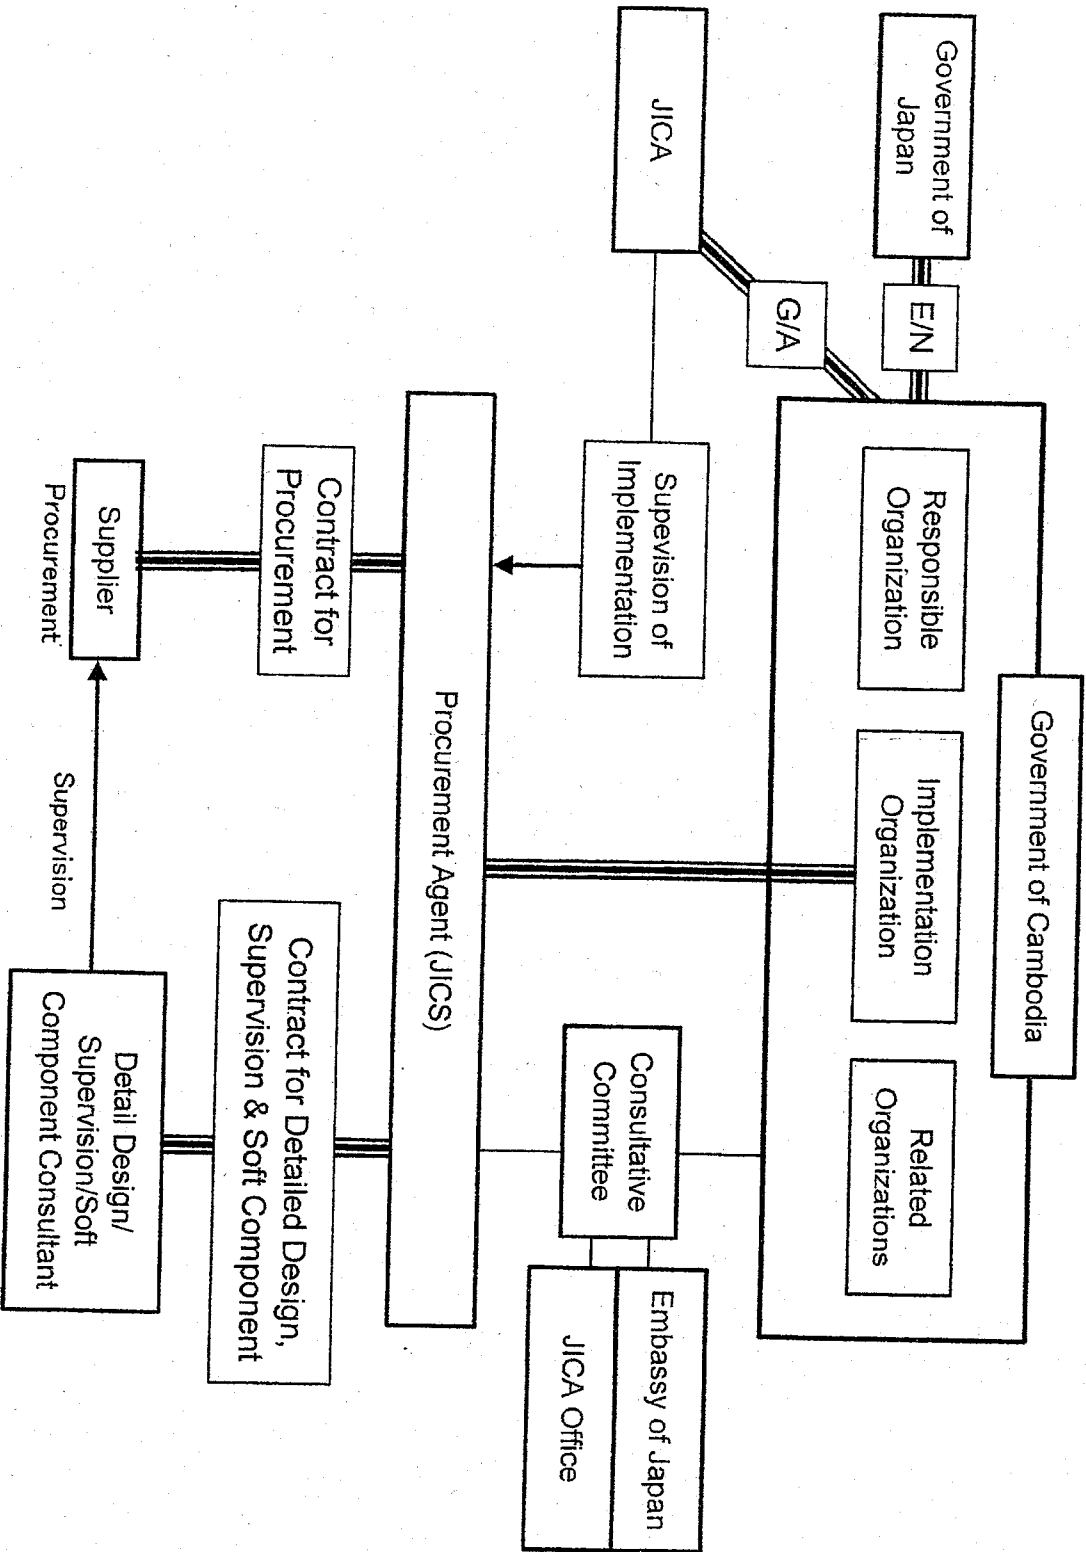 Government of Cambodia
Government of
Japan
E/N
Responsible
Organization
Implementation
Organization
Related
Organizations
G/A
JICA
Supevision of
Implementation
Consultative
Committee
Embassy of Japan
JICA Office
Procurement Agent (JICS)
Contract for
Procurement
Contract for Detailed Design,
Supervision & Soft Component
Supplier
Procurement
Supervision
Detail Design/
Supervision/Soft
Component Consultant